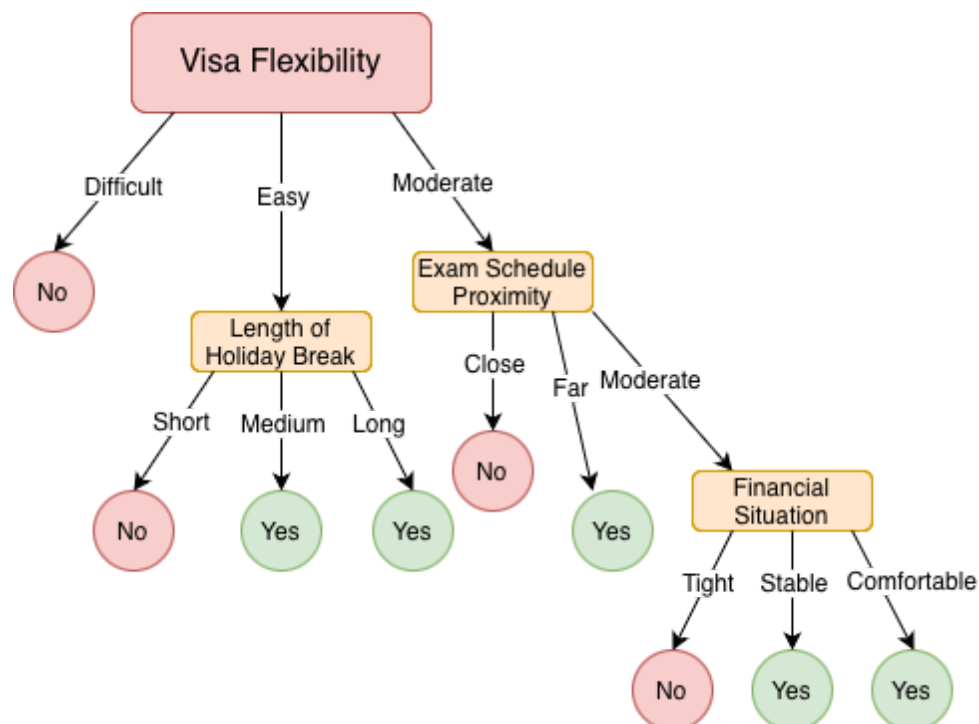 Visa Flexibility
Difficult
Easy
Moderate
No
Exam Schedule
Proximity
Length of
Holiday Break
Close
Far
Moderate
Short
Medium
Long
No
Financial
Situation
No
Yes
Yes
Yes
Tight
Stable
Comfortable
No
Yes
Yes